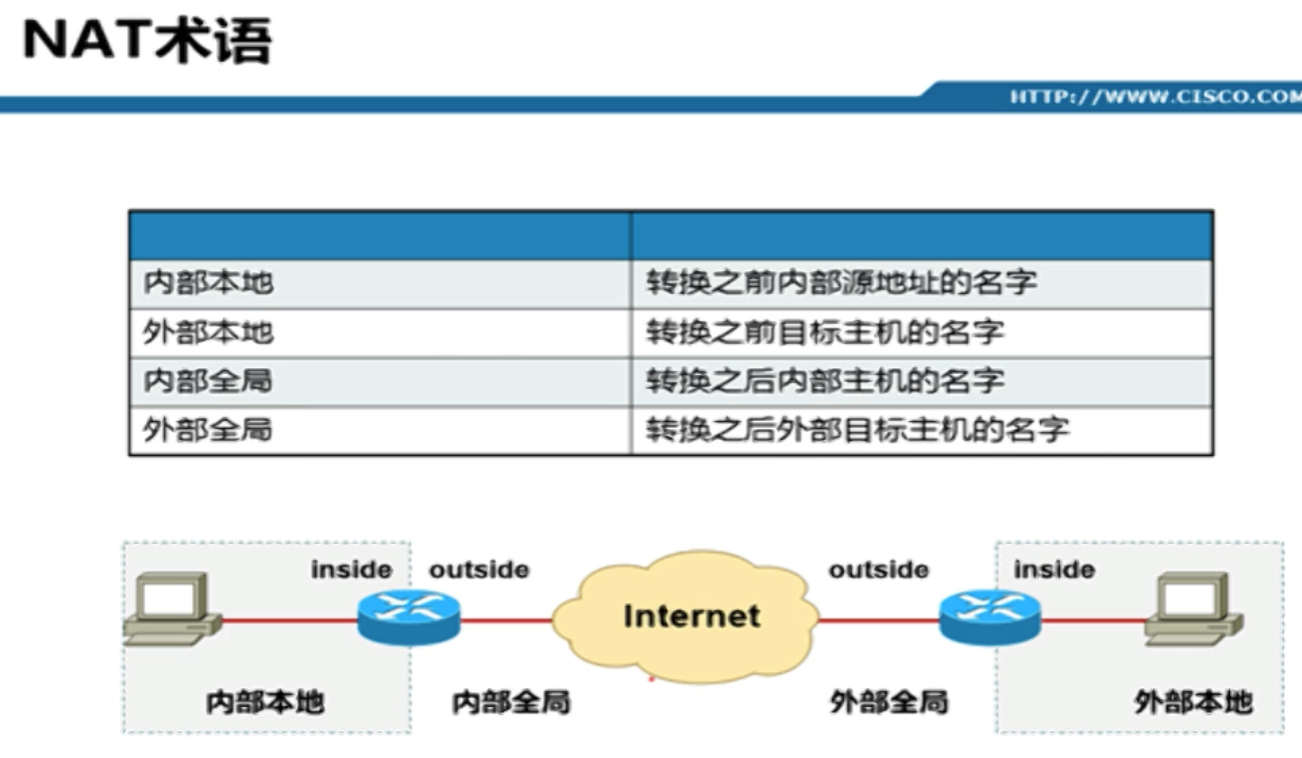 NAT术语
HTTP://WWW.CISCO.COM
内部本地 转换之前内部源地址的名字
外部本地 转换之前目标主机的名字
内部全局 转换之后内部主机的名字
外部全局 转换之后外部目标主机的名字
inside outside Internet outside inside
内部本地 内部全局 外部全局 外部本地